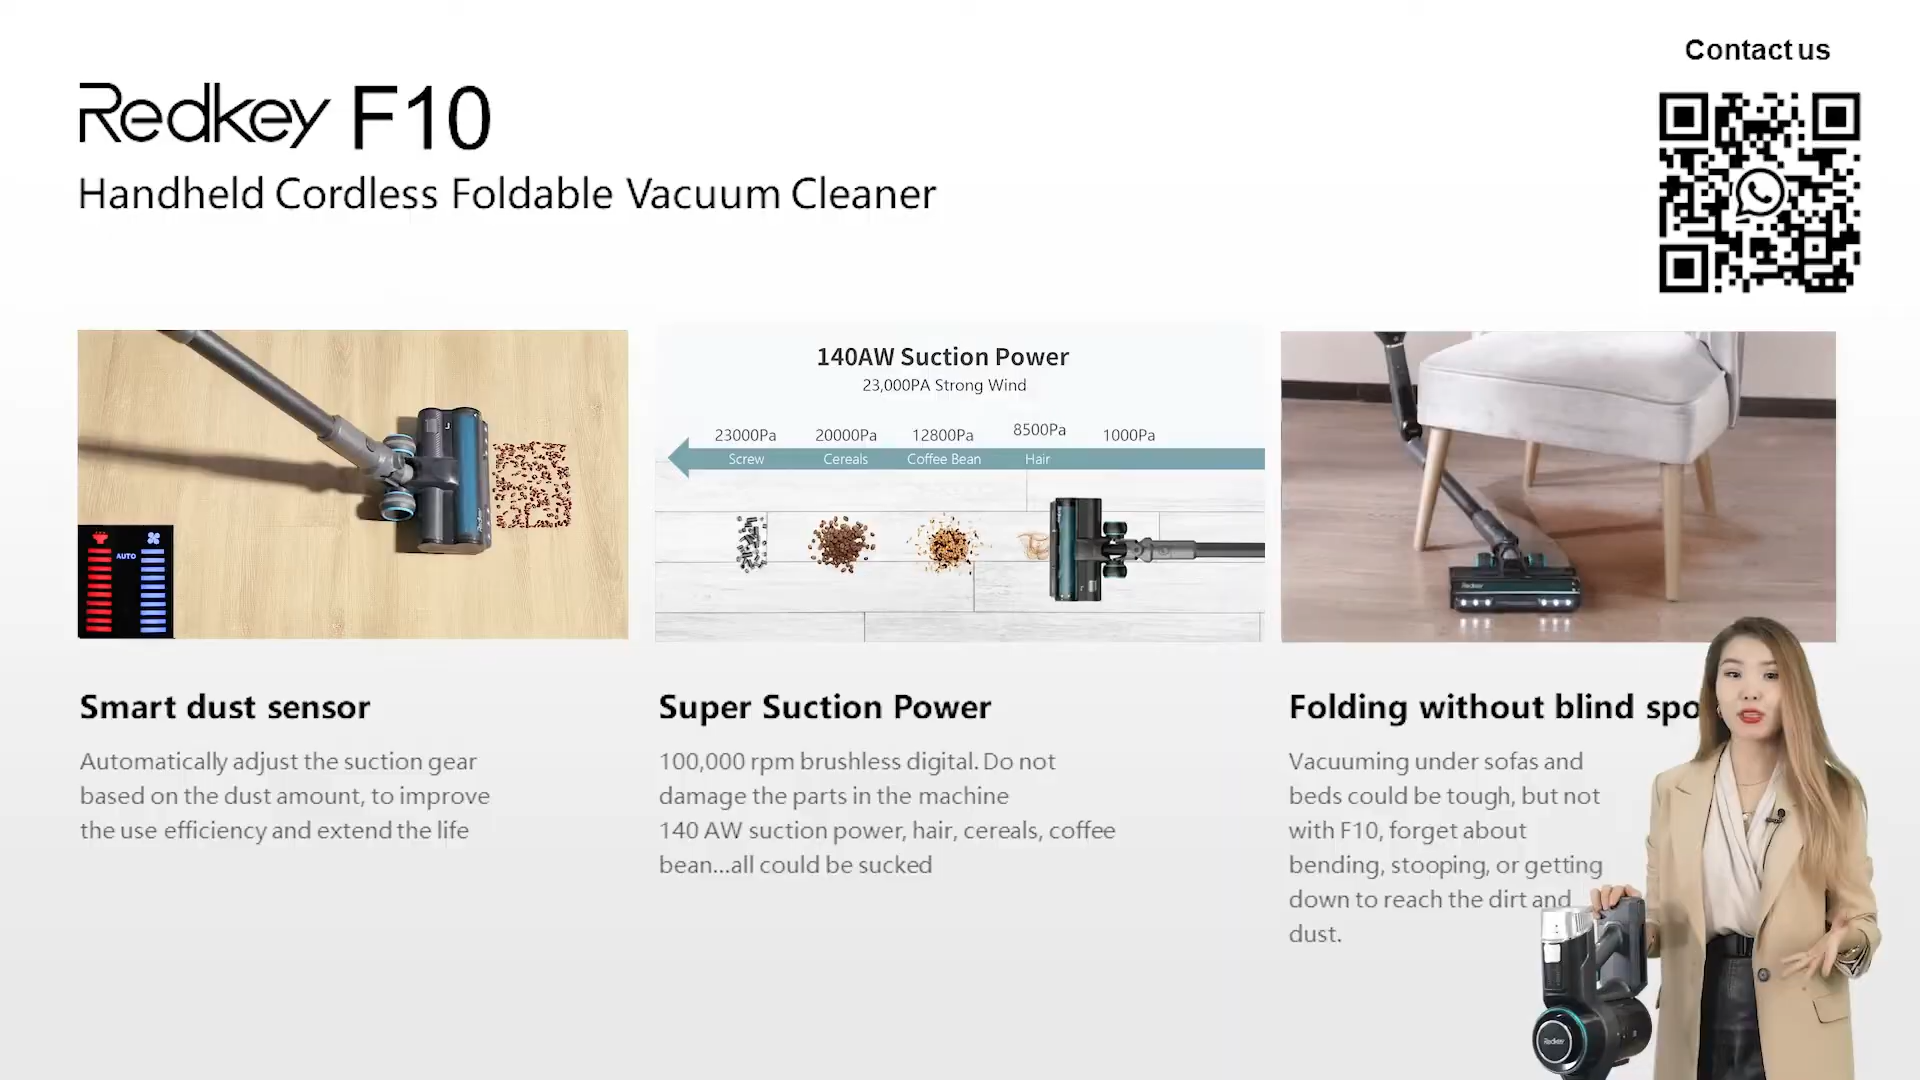 Contact us
Redkey F10
Handheld Cordless Foldable Vacuum Cleaner
140AW Suction Power
23,000PA Strong Wind
23000Pa 20000Pa 12800Pa 8500Pa 1000Pa
Screw Cereals Coffee Bean Hair
AUTO
Redkey
Smart dust sensor
Automatically adjust the suction gear
based on the dust amount, to improve
the use efficiency and extend the life
Super Suction Power
100,000 rpm brushless digital. Do not
damage the parts in the machine
140 AW suction power, hair, cereals, coffee
bean...all could be sucked
Folding without blind spo
Vacuuming under sofas and
beds could be tough, but not
with F10, forget about
bending, stooping, or getting
down to reach the dirt and
dust.
Redkey